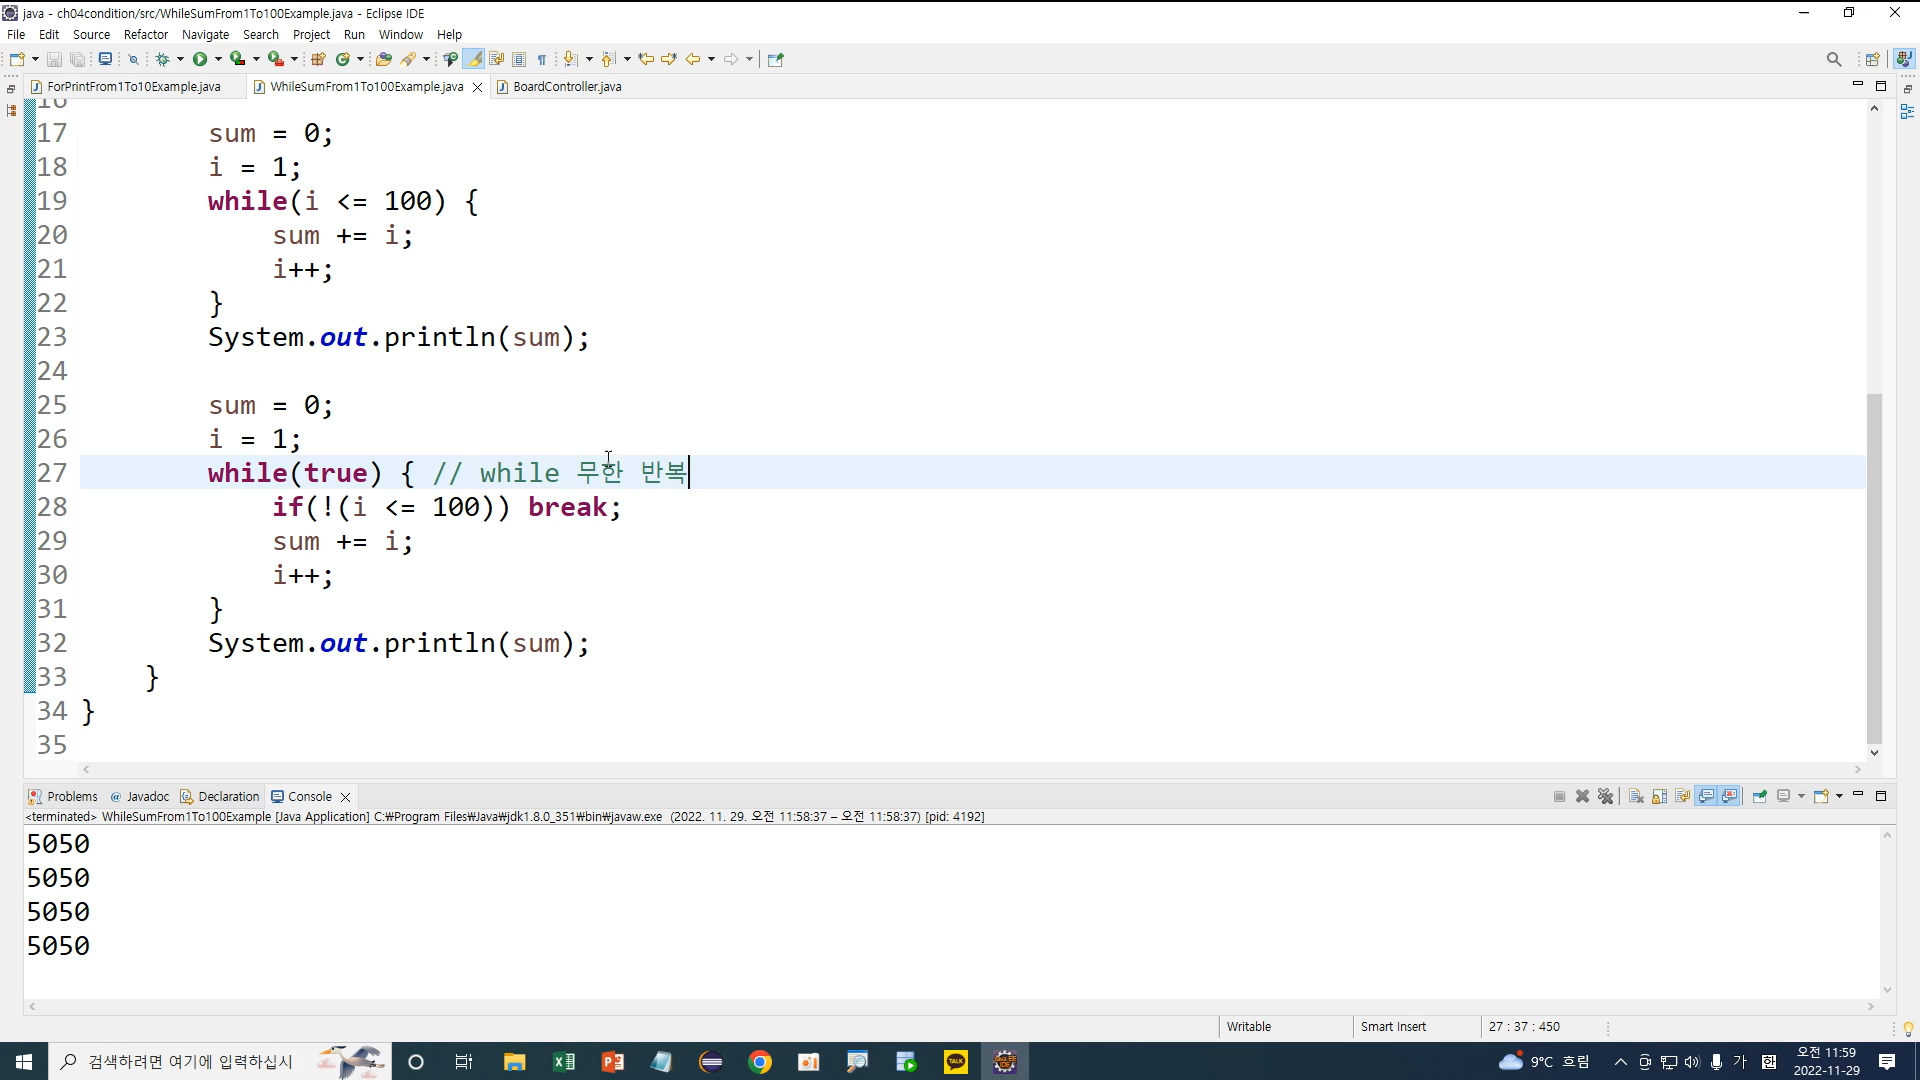 java - ch04condition/src/WhileSumFrom1To100Example.java - Eclipse IDE
File Edit Source Refactor Navigate Search Project Run Window Help
ForPrintFrom1To10Example.java WhileSumFrom1To100Example.java BoardController.java
16
17 sum = 0;
18 i = 1;
19 while(i <= 100) {
20 sum += i;
21 i++;
22 }
23 System.out.println(sum);
24
25 sum = 0;
26 i = 1;
27 while(true) { // while 무한 반복
28 if(!(i <= 100)) break;
29 sum += i;
30 i++;
31 }
32 System.out.println(sum);
33 }
34 }
35
Problems @ Javadoc Declaration Console
<terminated> WhileSumFrom1To100Example [Java Application] C:₩Program Files₩Java₩jdk1.8.0_351₩bin₩javaw.exe (2022. 11. 29. 오전 11:58:37 – 오전 11:58:37) [pid: 4192]
5050
5050
5050
5050
Writable Smart Insert 27 : 37 : 450
검색하려면 여기에 입력하십시 TALK 9°C 흐림 가 오전 11:59
2022-11-29